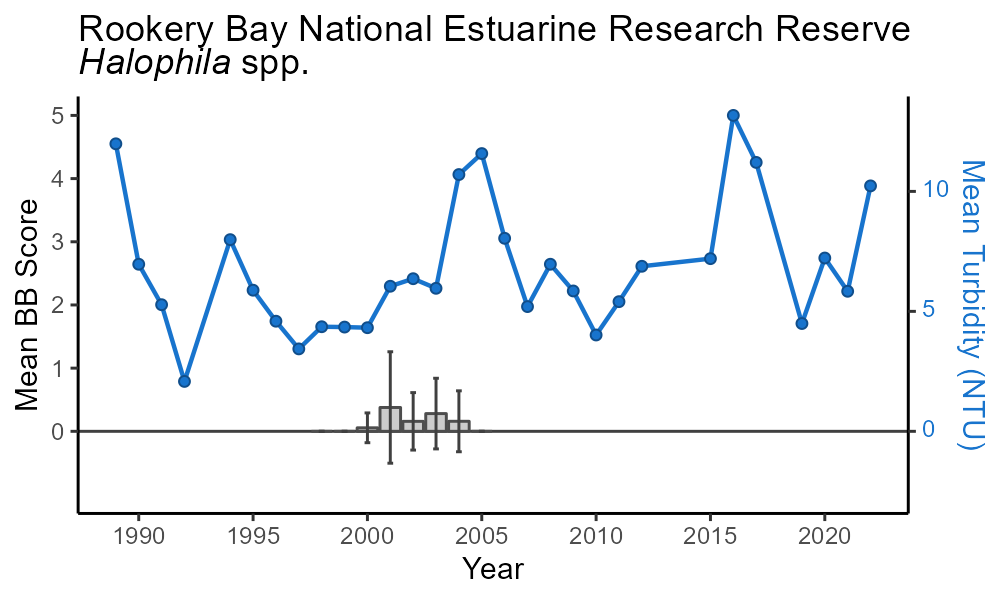 Rookery Bay National Estuarine Research Reserve
Halophila spp.
Mean BB Score
5
4
3
2
1
0
Mean Turbidity (NTU)
10
5
0
1990 1995 2000 2005 2010 2015 2020
Year